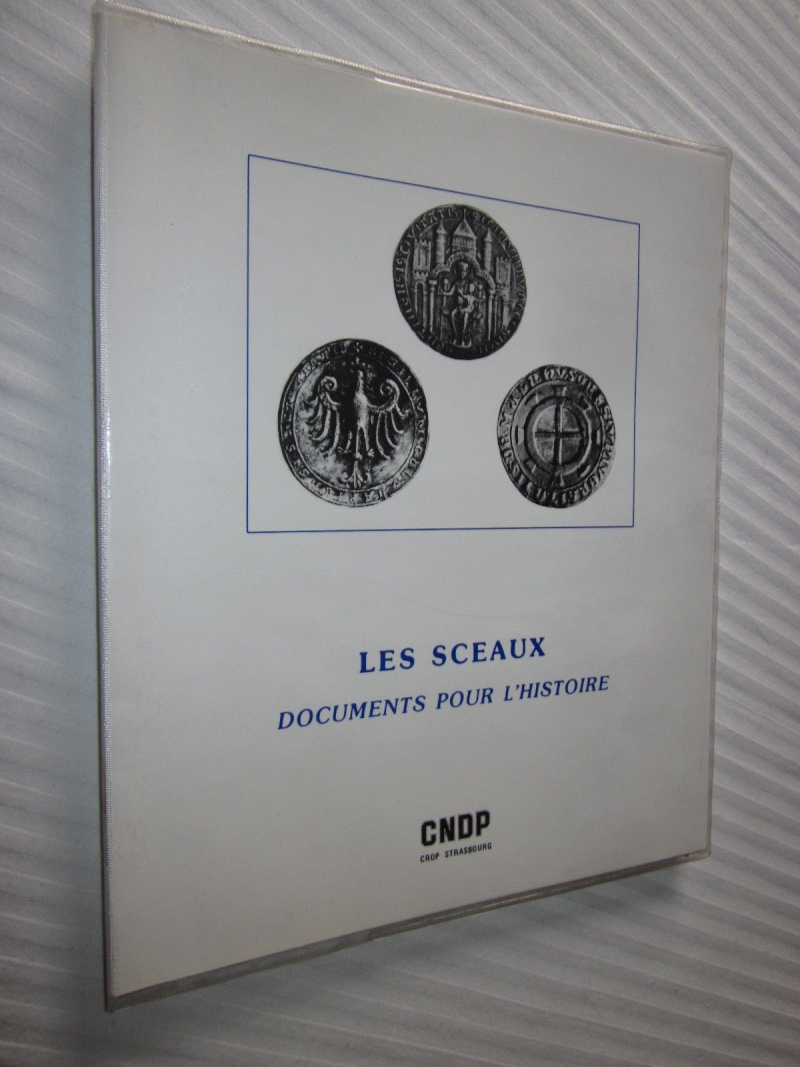 LES SCEAUX
DOCUMENTS POUR L'HISTOIRE
CNDP
CRDP STRASBOURG